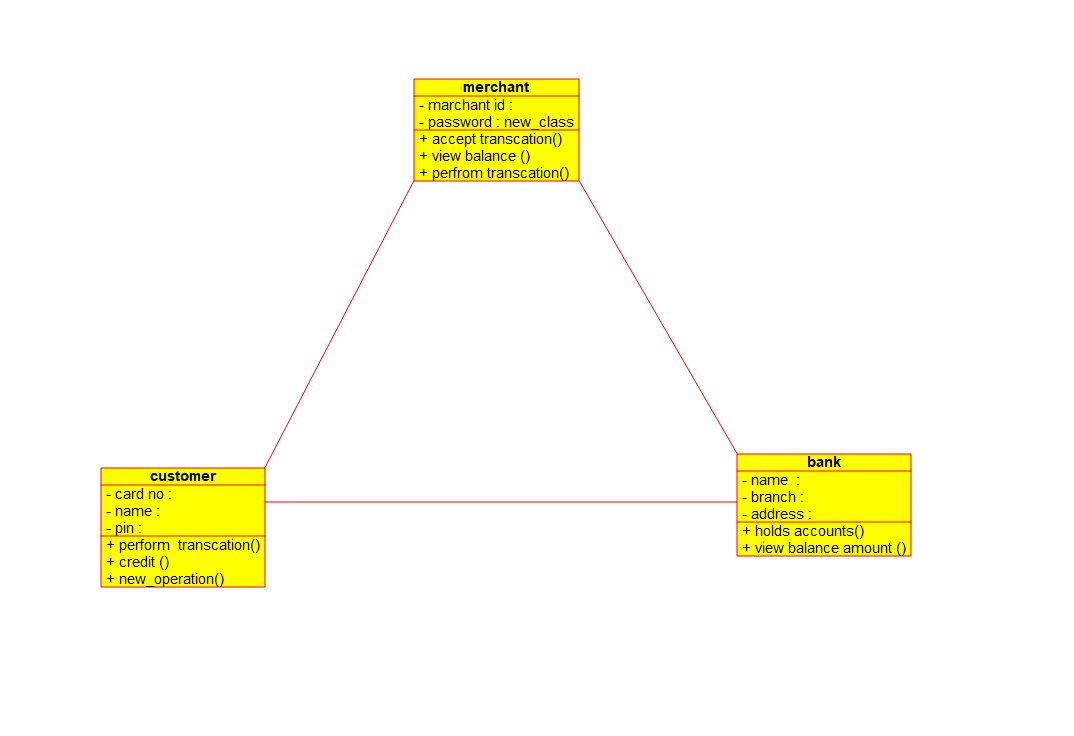 merchant
- marchant id :
- password : new_class
+ accept transcation()
+ view balance ()
+ perfrom transcation()
customer
- card no :
- name :
- pin :
+ perform  transcation()
+ credit ()
+ new_operation()
bank
- name  :
- branch :
- address :
+ holds accounts()
+ view balance amount ()